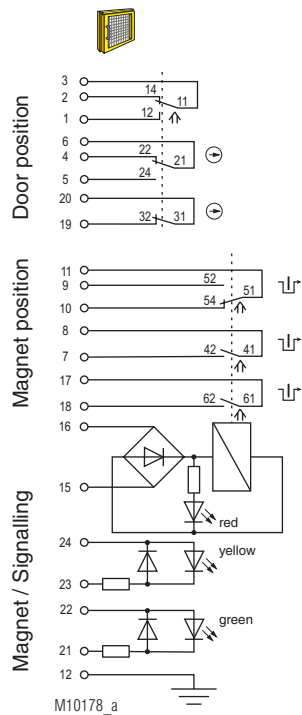 Door position
3
2 14
11
1 12
6
4 22
21
5 24
20
19 32 31
Magnet position
11
9 52
51
10 54
8
7 42 41
17
18 62 61
Magnet / Signalling
16
15
red
24
yellow
23
22
green
21
12
M10178_a